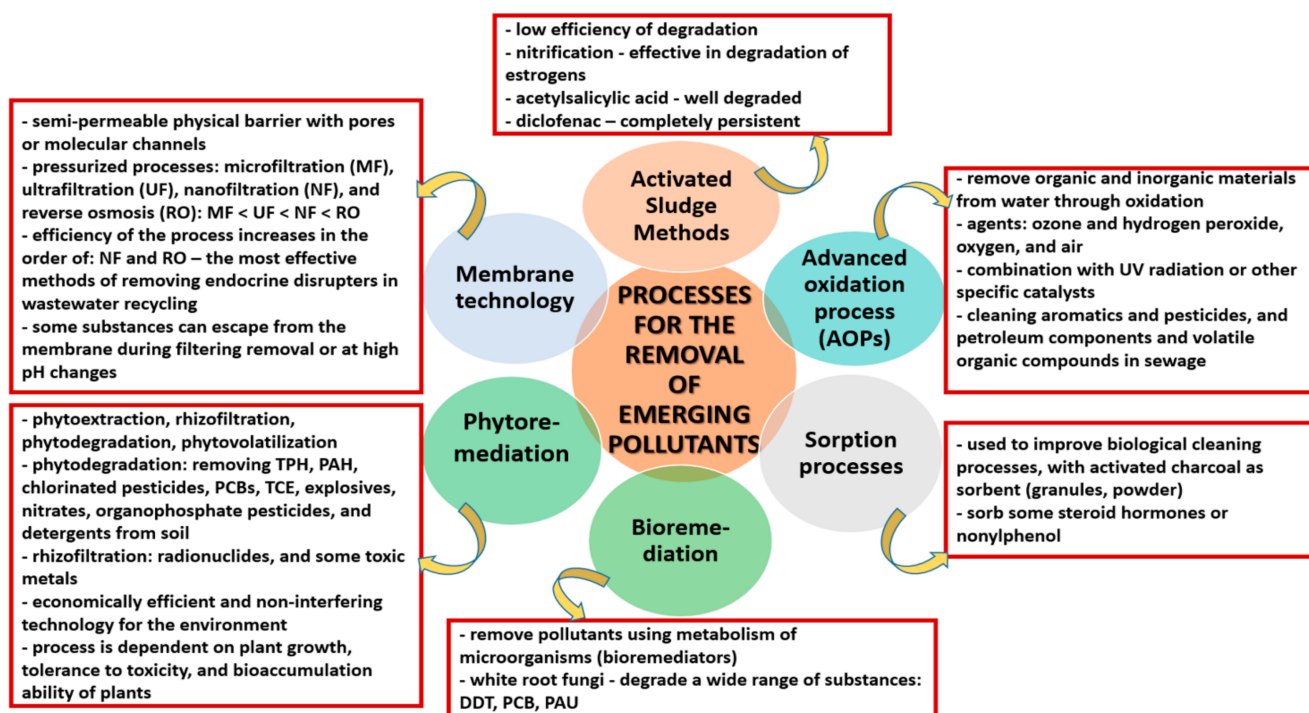 - low efficiency of degradation
- nitrification - effective in degradation of
estrogens
- acetylsalicylic acid - well degraded
- diclofenac – completely persistent
- semi-permeable physical barrier with pores
or molecular channels
- pressurized processes: microfiltration (MF),
ultrafiltration (UF), nanofiltration (NF), and
reverse osmosis (RO): MF < UF < NF < RO
- efficiency of the process increases in the
order of: NF and RO – the most effective
methods of removing endocrine disrupters in
wastewater recycling
- some substances can escape from the
membrane during filtering removal or at high
pH changes
Activated
Sludge
Methods
- remove organic and inorganic materials
from water through oxidation
- agents: ozone and hydrogen peroxide,
oxygen, and air
- combination with UV radiation or other
specific catalysts
- cleaning aromatics and pesticides, and
petroleum components and volatile
organic compounds in sewage
Membrane
technology
Advanced
oxidation
process
(AOPs)
PROCESSES
FOR THE
REMOVAL
OF
EMERGING
POLLUTANTS
- phytoextraction, rhizofiltration,
phytodegradation, phytovolatilization
- phytodegradation: removing TPH, PAH,
chlorinated pesticides, PCBs, TCE, explosives,
nitrates, organophosphate pesticides, and
detergents from soil
- rhizofiltration: radionuclides, and some toxic
metals
- economically efficient and non-interfering
technology for the environment
- process is dependent on plant growth,
tolerance to toxicity, and bioaccumulation
ability of plants
Phytore-
mediation
Sorption
processes
- used to improve biological cleaning
processes, with activated charcoal as
sorbent (granules, powder)
- sorb some steroid hormones or
nonylphenol
Bioreme-
diation
- remove pollutants using metabolism of
microorganisms (bioremediators)
- white root fungi - degrade a wide range of substances:
DDT, PCB, PAU